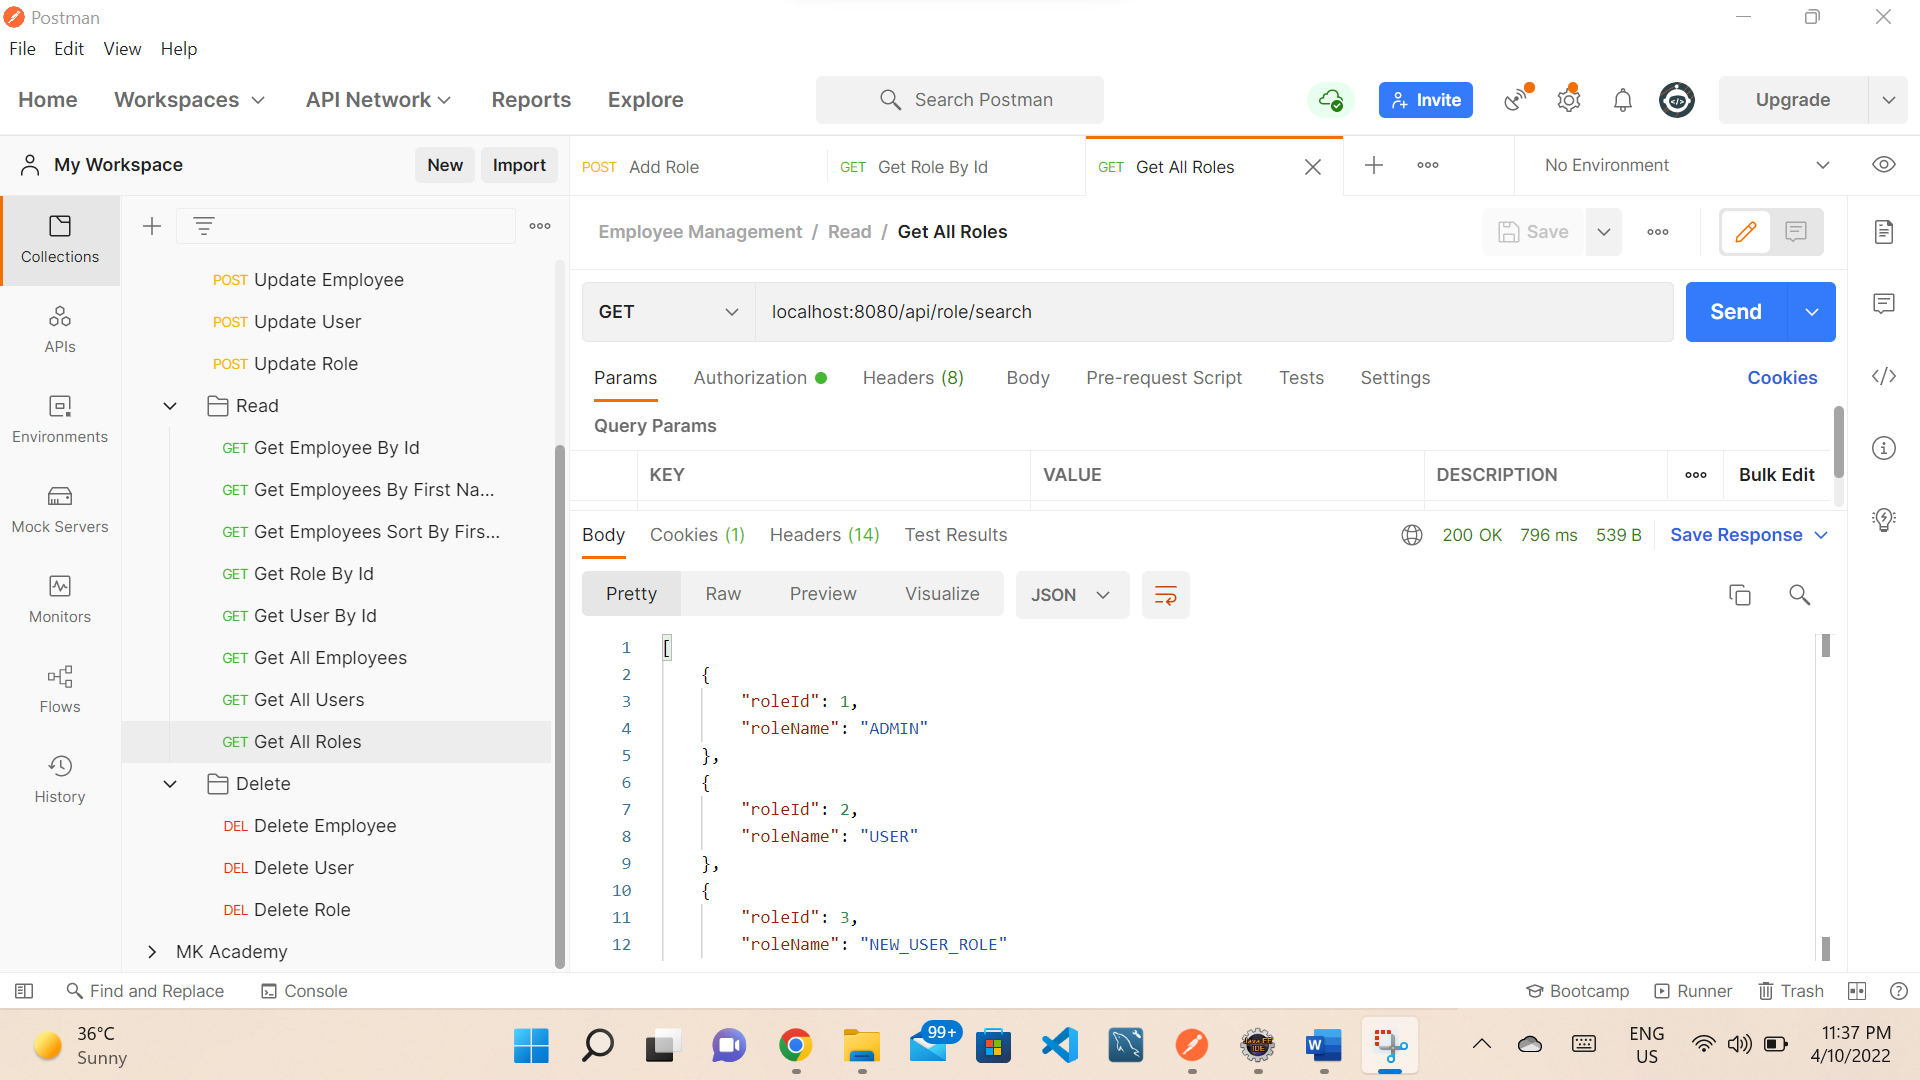 Postman
File Edit View Help
Home Workspaces API Network Reports Explore
Search Postman
Invite
Upgrade
My Workspace
New Import
POST Add Role
GET Get Role By Id
GET Get All Roles
No Environment
Collections
APIs
Environments
Mock Servers
Monitors
Flows
History
POST Update Employee
POST Update User
POST Update Role
Read
GET Get Employee By Id
GET Get Employees By First Na...
GET Get Employees Sort By Firs...
GET Get Role By Id
GET Get User By Id
GET Get All Employees
GET Get All Users
GET Get All Roles
Delete
DEL Delete Employee
DEL Delete User
DEL Delete Role
MK Academy
Employee Management / Read / Get All Roles
Save
GET localhost:8080/api/role/search
Send
Params Authorization Headers (8) Body Pre-request Script Tests Settings Cookies
Query Params
KEY VALUE DESCRIPTION Bulk Edit
Body Cookies (1) Headers (14) Test Results
200 OK 796 ms 539 B Save Response
Pretty Raw Preview Visualize JSON
1 [
2 {
3 "roleId": 1,
4 "roleName": "ADMIN"
5 },
6 {
7 "roleId": 2,
8 "roleName": "USER"
9 },
10 {
11 "roleId": 3,
12 "roleName": "NEW_USER_ROLE"
Find and Replace Console
Bootcamp Runner Trash
36°C
Sunny
99+
Java EE
IDE
W
ENG
US
11:37 PM
4/10/2022